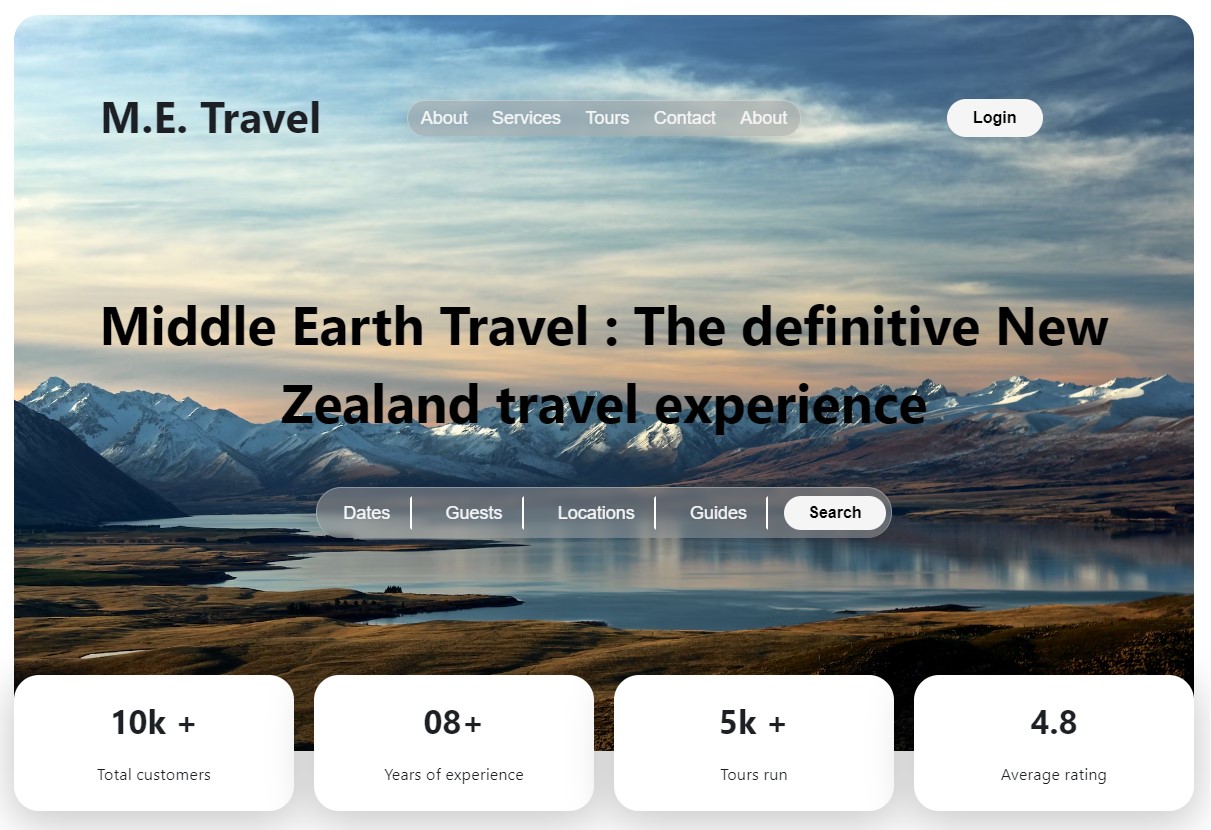 M.E. Travel
About Services Tours Contact About
Login
Middle Earth Travel : The definitive New
Zealand travel experience
Dates Guests Locations Guides Search
10k +
Total customers
08+
Years of experience
5k +
Tours run
4.8
Average rating